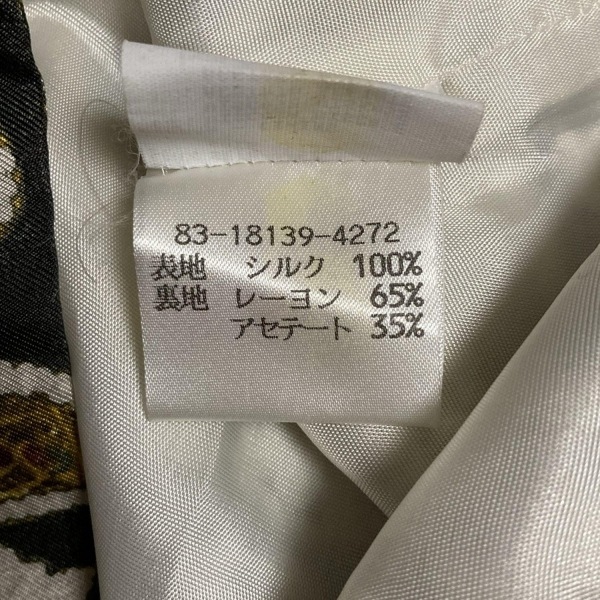 83-18139-4272
表地 シルク 100%
裏地 レーヨン 65%
アセテート 35%